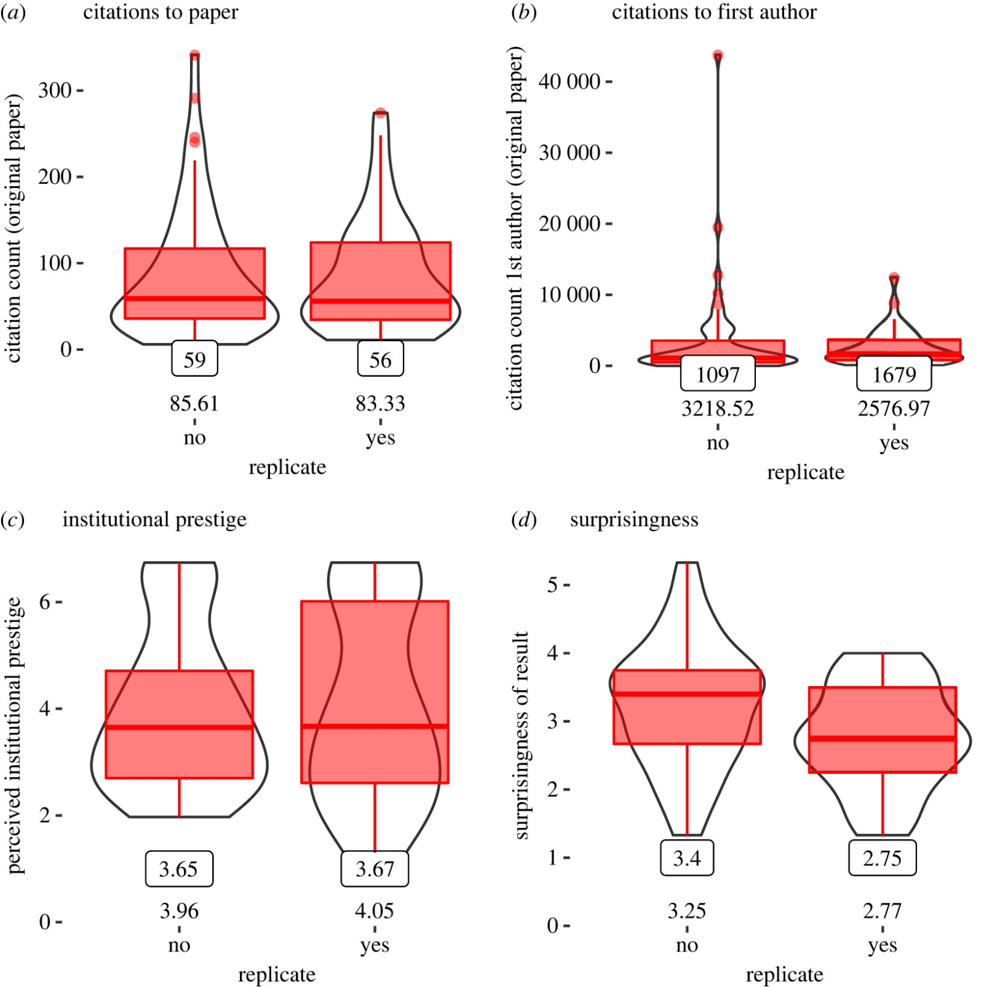 (a) citations to paper
citation count (original paper)
300
200
100
0
59
56
85.61
83.33
no
yes
replicate
(b) citations to first author
citation count 1st author (original paper)
40 000
30 000
20 000
10 000
0
1097
1679
3218.52
2576.97
no
yes
replicate
(c) institutional prestige
perceived institutional prestige
6
4
2
0
3.65
3.67
3.96
4.05
no
yes
replicate
(d) surprisingness
surprisingness of result
5
4
3
2
1
0
3.4
2.75
3.25
2.77
no
yes
replicate